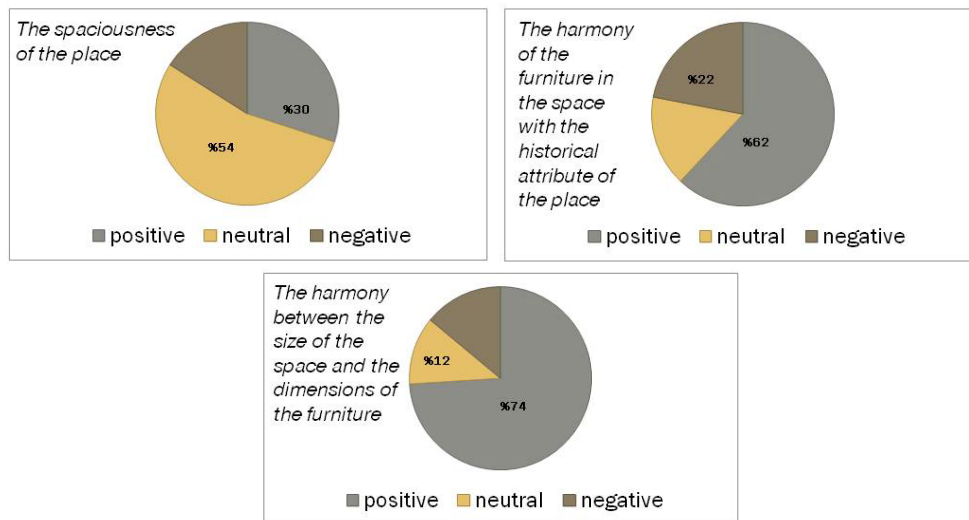 The spaciousness
of the place
%30
%54
positive neutral negative
The harmony
of the
furniture in
the space
with the
historical
attribute of
the place
%22
%62
positive neutral negative
The harmony
between the
size of the
space and the
dimensions of
the furniture
%12
%74
positive neutral negative